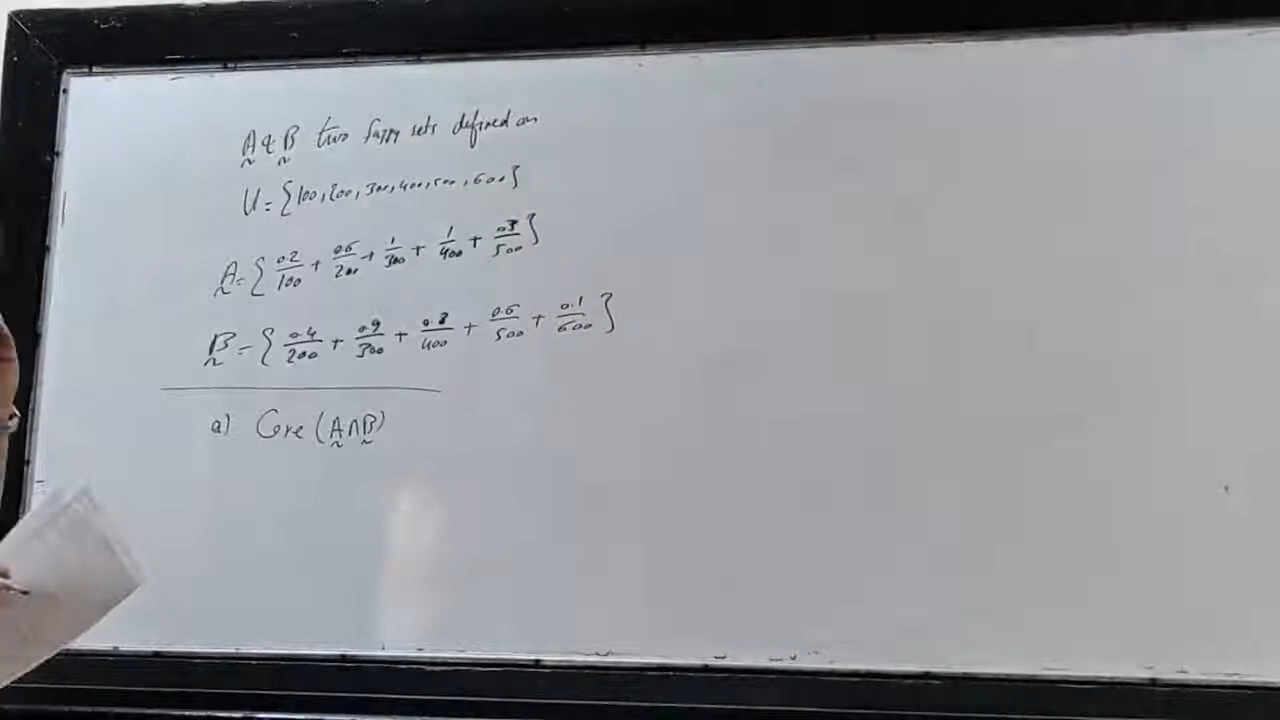 A & B two fuzzy sets defined on
U = {100, 200, 300, 400, 500, 600}
A = { 0.2/100 + 0.5/200 + 1/300 + 1/400 + 0.3/500 }
B = { 0.4/200 + 0.9/300 + 0.8/400 + 0.6/500 + 0.1/600 }
a) Core (A∩B)